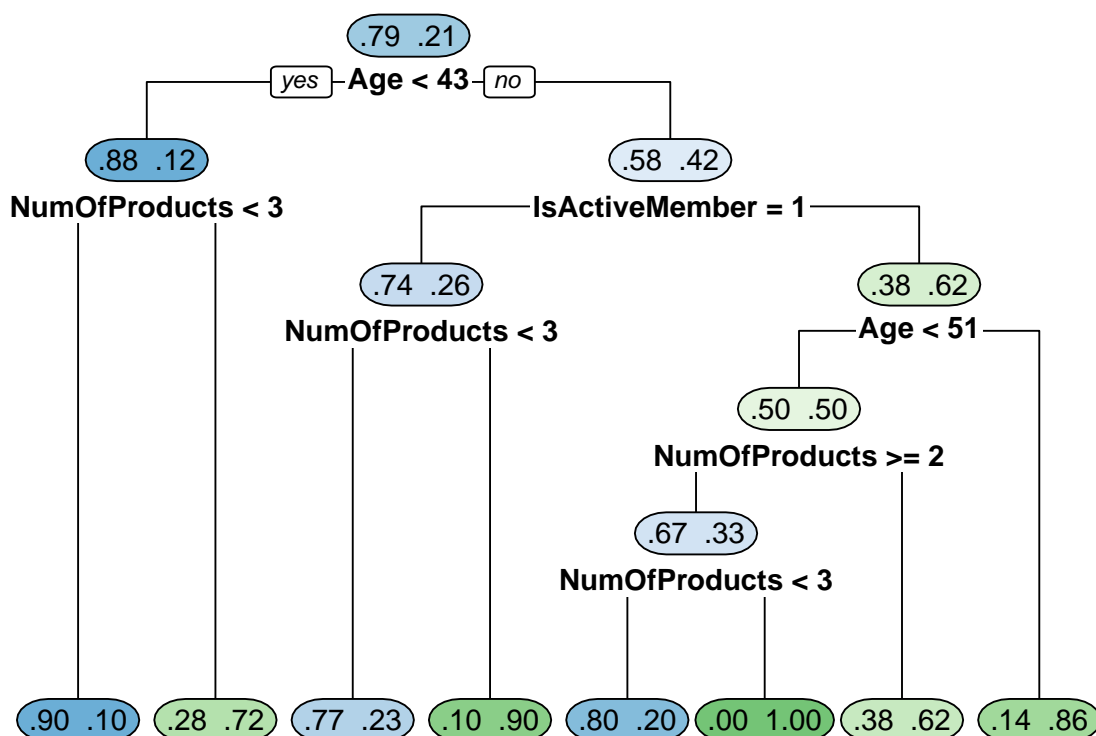 .79 .21
yes Age < 43 no
.88 .12 .58 .42
NumOfProducts < 3 IsActiveMember = 1
.74 .26 .38 .62
NumOfProducts < 3 Age < 51
.50 .50
NumOfProducts >= 2
.67 .33
NumOfProducts < 3
.90 .10 .28 .72 .77 .23 .10 .90 .80 .20 .00 1.00 .38 .62 .14 .86